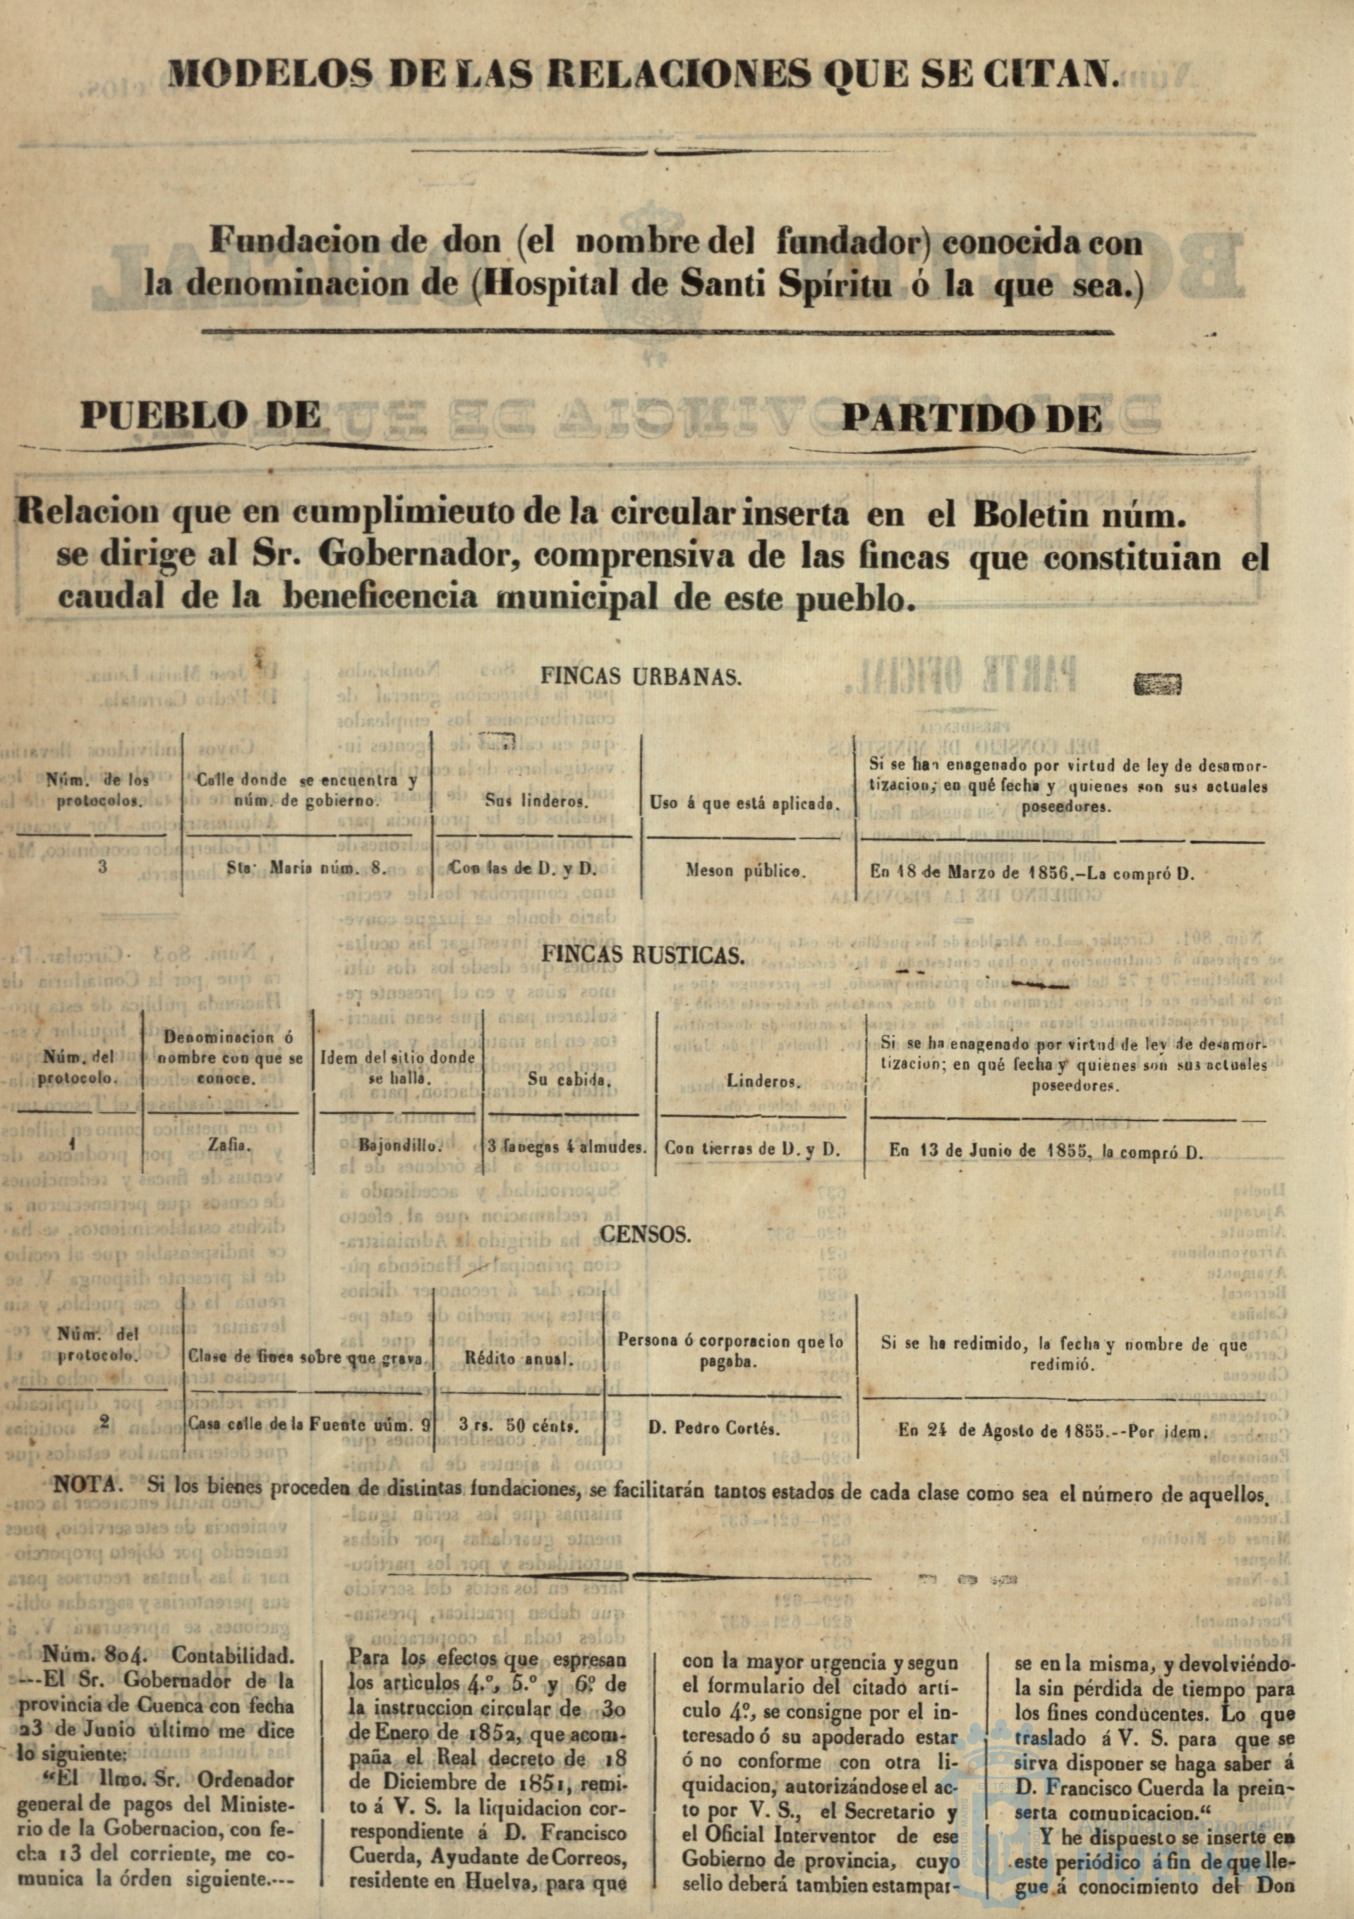 MODELOS DE LAS RELACIONES QUE SE CITAN.
Fundacion de don (el nombre del fundador) conocida con
la denominacion de (Hospital de Santi Spíritu ó la que sea.)
PUEBLO DE PARTIDO DE
Relacion que en cumplimieuto de la circular inserta en el Boletin núm.
se dirige al Sr. Gobernador, comprensiva de las fincas que constituian el
caudal de la beneficencia municipal de este pueblo.
FINCAS URBANAS.
Núm. de los
protocolos.
Calle donde se encuentra y
núm. de gobierno.
Sus linderos.
Uso á que está aplicada.
Si se han enagenado por virtud de ley de desamor-
tizacion; en qué fecha y quienes son sus actuales
poseedores.
3
Sta. María núm. 8.
Con las de D. y D.
Meson público.
En 18 de Marzo de 1856.-La compró D.
FINCAS RUSTICAS.
Núm. del
protocolo.
Denominacion ó
nombre con que se
conoce.
Idem del sitio donde
se halla.
Su cabida.
Linderos.
Si se ha enagenado por virtud de ley de desamor-
tizacion; en qué fecha y quienes son sus actuales
poseedores.
1
Zafia.
Bajondillo.
3 fanegas 4 almudes.
Con tierras de D. y D.
En 13 de Junio de 1855, la compró D.
CENSOS.
Núm. del
protocolo.
Clase de finca sobre que grava.
Rédito anual.
Persona ó corporacion que lo
pagaba.
Si se ha redimido, la fecha y nombre de que
redimió.
2
Casa calle de la Fuente uúm. 9
3 rs. 50 cénts.
D. Pedro Cortés.
En 24 de Agosto de 1855.--Por idem.
NOTA. Si los bienes proceden de distintas fundaciones, se facilitarán tantos estados de cada clase como sea el número de aquellos.
Núm. 804. Contabilidad.
---El Sr. Gobernador de la
provincia de Cuenca con fecha
23 de Junio último me dice
lo siguiente:
"El Ilmo. Sr. Ordenador
general de pagos del Ministe-
rio de la Gobernacion, con fe-
cha 13 del corriente, me co-
munica la órden siguiente.---
Para los efectos que espresan
los articulos 4.º, 5.º y 6.º de
la instruccion circular de 30
de Enero de 1852, que acom-
paña el Real decreto de 18
de Diciembre de 1851, remi-
to á V. S. la liquidacion cor-
respondiente á D. Francisco
Cuerda, Ayudante de Correos,
residente en Huelva, para que
con la mayor urgencia y segun
el formulario del citado artí-
culo 4.º, se consigne por el in-
teresado ó su apoderado estar
ó no conforme con otra li-
quidacion, autorizándose el ac-
to por V. S., el Secretario y
el Oficial Interventor de ese
Gobierno de provincia, cuyo
sello deberá tambien estampar-
se en la misma, y devolviéndo-
la sin pérdida de tiempo para
los fines conducentes. Lo que
traslado á V. S. para que se
sirva disponer se haga saber á
D. Francisco Cuerda la prein-
serta comunicacion."
Y he dispuesto se inserte en
este periódico á fin de que lle-
gue á conocimiento del Don